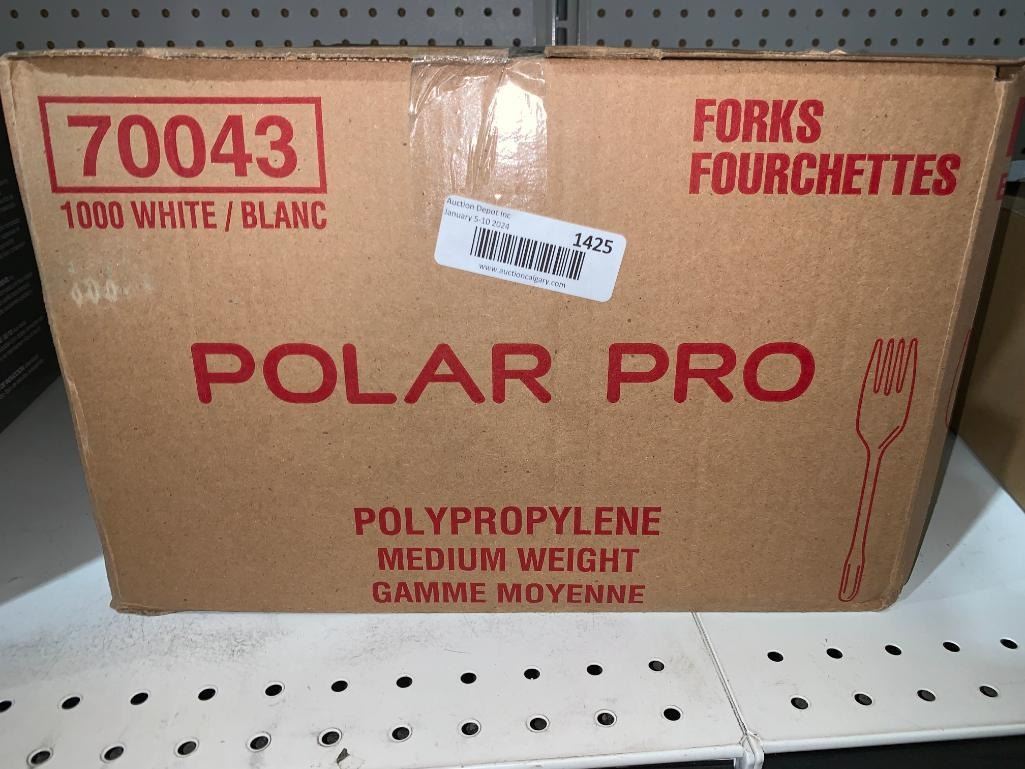 70043
1000 WHITE / BLANC
FORKS
FOURCHETTES
Auction Depot Inc
January 5-10 2024
1425
www.auctioncalgary.com
POLAR PRO
POLYPROPYLENE
MEDIUM WEIGHT
GAMME MOYENNE